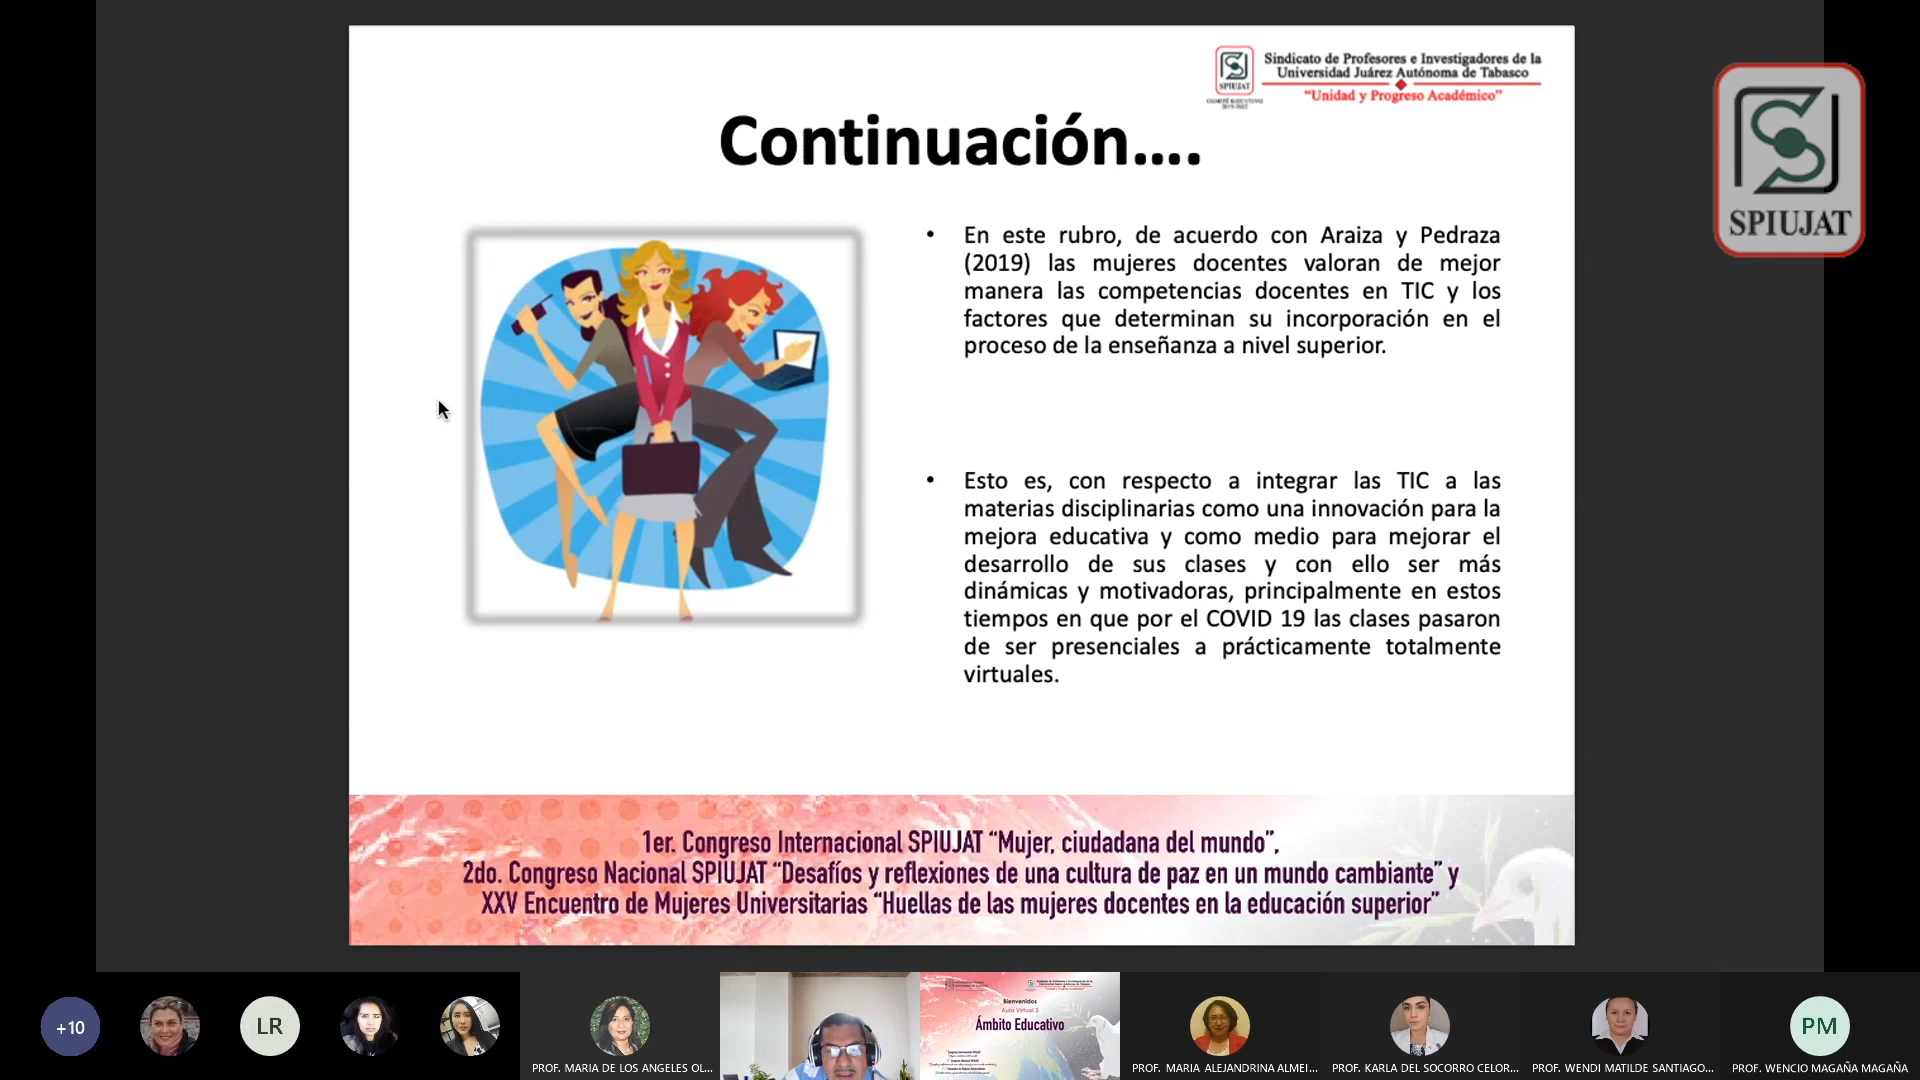 Sindicato de Profesores e Investigadores de la
Universidad Juárez Autónoma de Tabasco
“Unidad y Progreso Académico”
SPIUJAT
COMITÉ EJECUTIVO
2019-2022
SPIUJAT
Continuación....
• En este rubro, de acuerdo con Araiza y Pedraza
(2019) las mujeres docentes valoran de mejor
manera las competencias docentes en TIC y los
factores que determinan su incorporación en el
proceso de la enseñanza a nivel superior.
• Esto es, con respecto a integrar las TIC a las
materias disciplinarias como una innovación para la
mejora educativa y como medio para mejorar el
desarrollo de sus clases y con ello ser más
dinámicas y motivadoras, principalmente en estos
tiempos en que por el COVID 19 las clases pasaron
de ser presenciales a prácticamente totalmente
virtuales.
1er. Congreso Internacional SPIUJAT “Mujer, ciudadana del mundo”,
2do. Congreso Nacional SPIUJAT “Desafíos y reflexiones de una cultura de paz en un mundo cambiante” y
XXV Encuentro de Mujeres Universitarias “Huellas de las mujeres docentes en la educación superior”
+10
LR
PROF. MARIA DE LOS ANGELES OL...
Bienvenidos
Aula Virtual 3
Ámbito Educativo
PROF. MARIA ALEJANDRINA ALMEI...
PROF. KARLA DEL SOCORRO CELOR...
PROF. WENDI MATILDE SANTIAGO...
PM
PROF. WENCIO MAGAÑA MAGAÑA